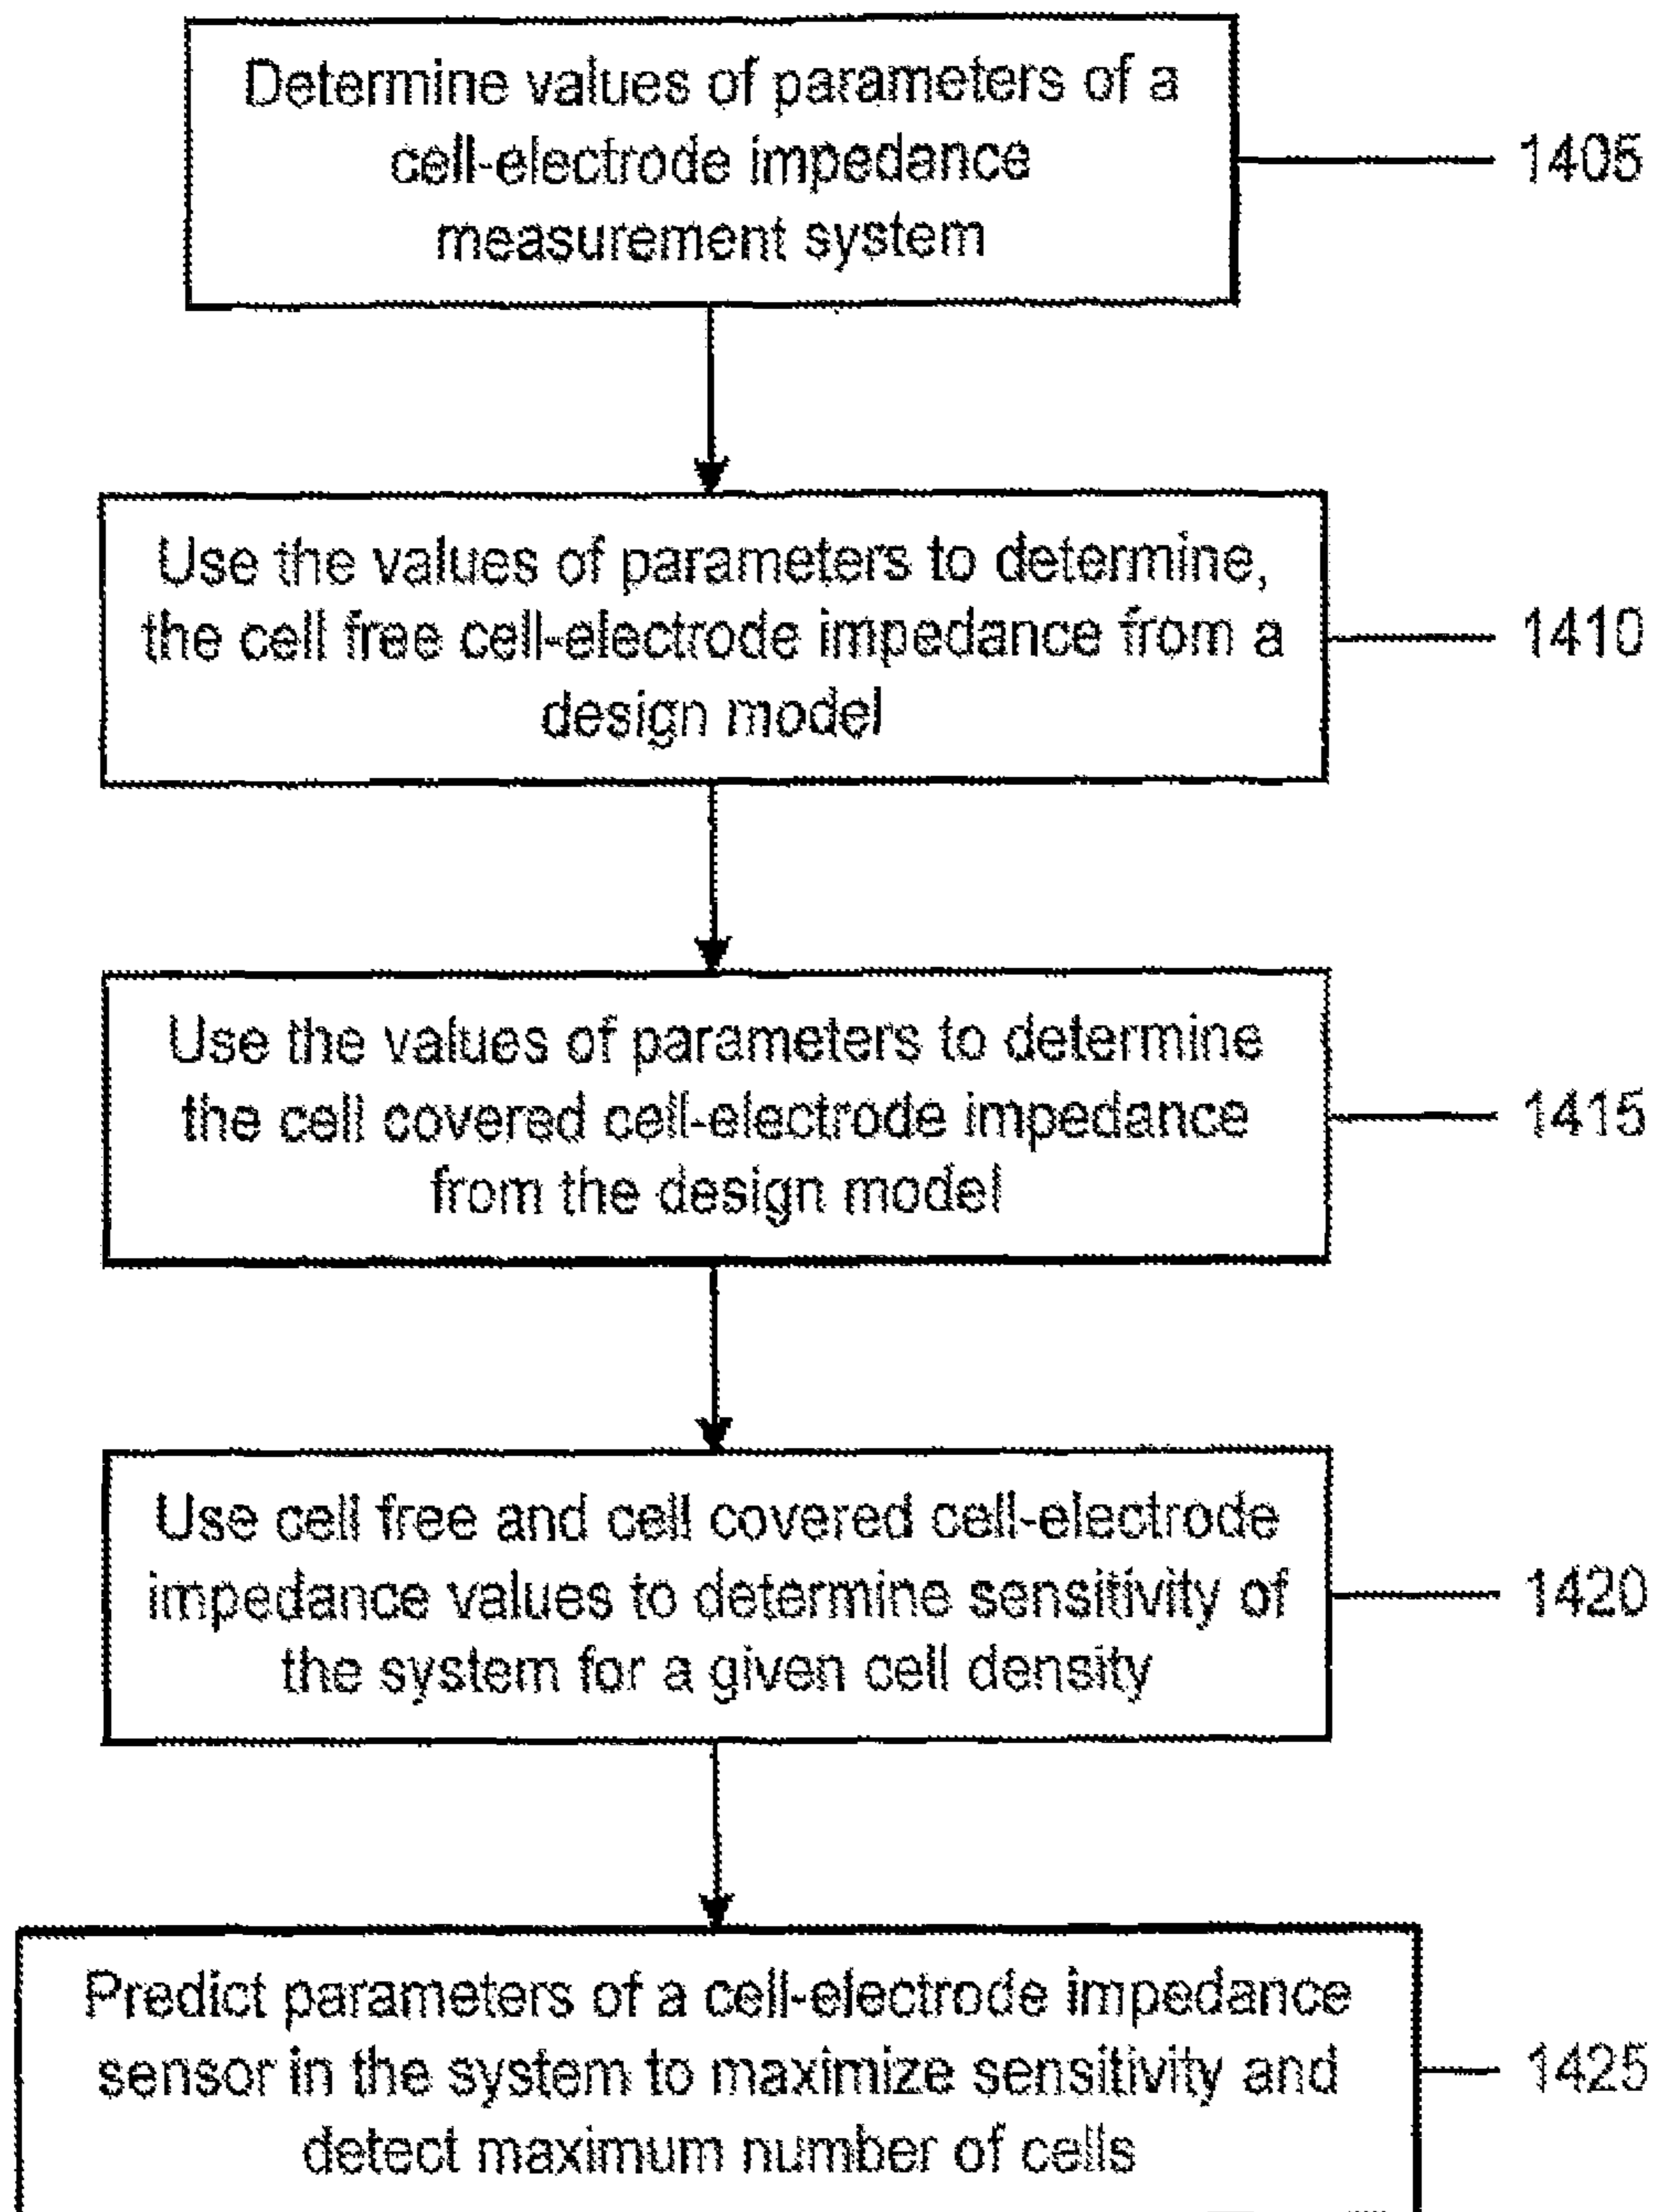 Determine values of parameters of a
cell-electrode impedance
measurement system
1405
Use the values of parameters to determine,
the cell free cell-electrode impedance from a
design model
1410
Use the values of parameters to determine
the cell covered cell-electrode impedance
from the design model
1415
Use cell free and cell covered cell-electrode
impedance values to determine sensitivity of
the system for a given cell density
1420
Predict parameters of a cell-electrode impedance
sensor in the system to maximize sensitivity and
detect maximum number of cells
1425